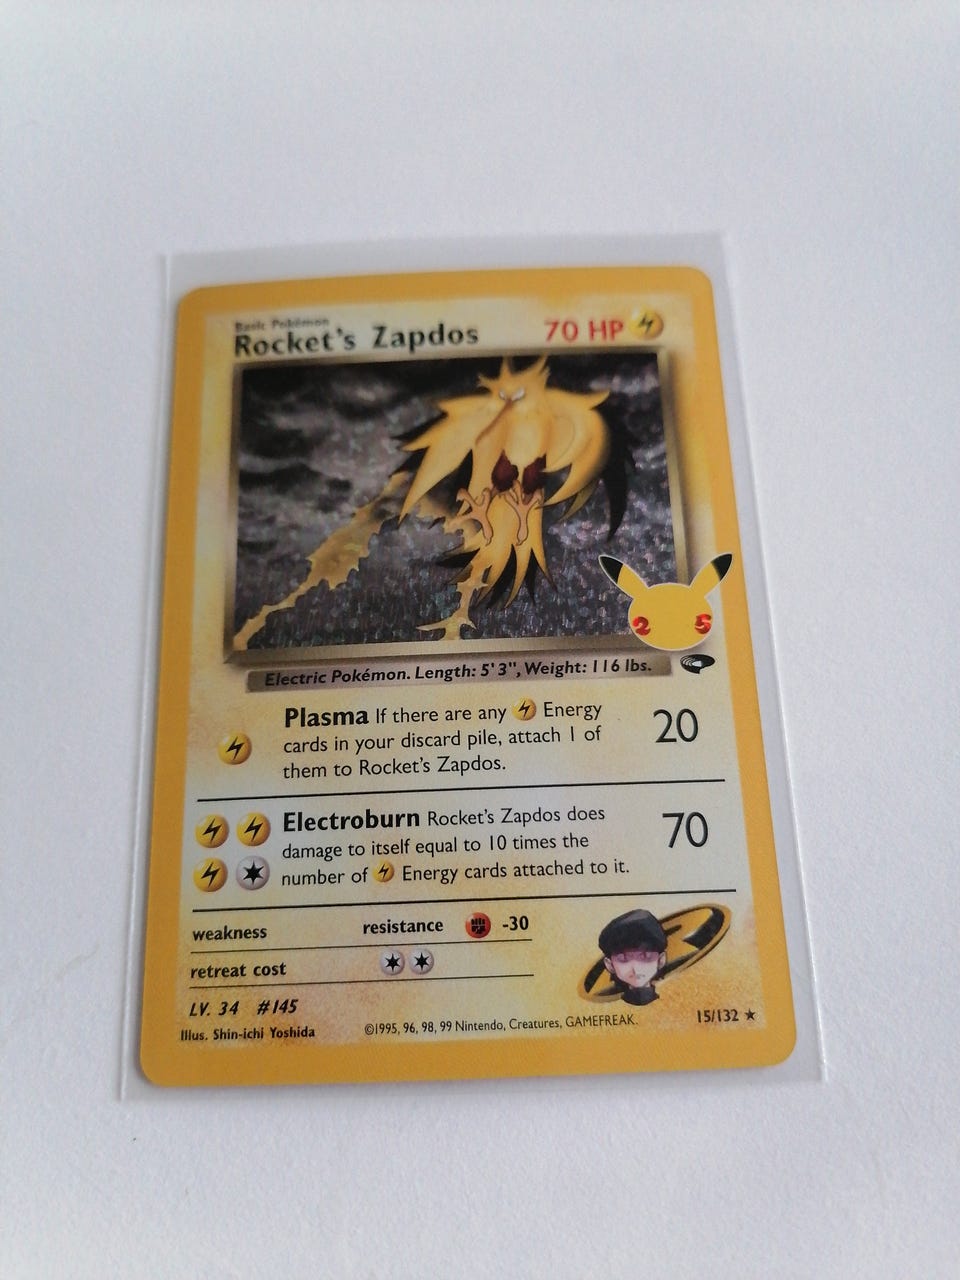 Basic Pokémon
Rocket's Zapdos 70 HP
2 5
Electric Pokémon. Length: 5'3", Weight: 116 lbs.
Plasma If there are any Energy
cards in your discard pile, attach 1 of
them to Rocket's Zapdos.
20
Electroburn Rocket's Zapdos does
damage to itself equal to 10 times the
number of Energy cards attached to it.
70
weakness resistance -30
retreat cost
LV. 34 #145
Illus. Shin-ichi Yoshida ©1995, 96, 98, 99 Nintendo, Creatures, GAMEFREAK. 15/132 ★